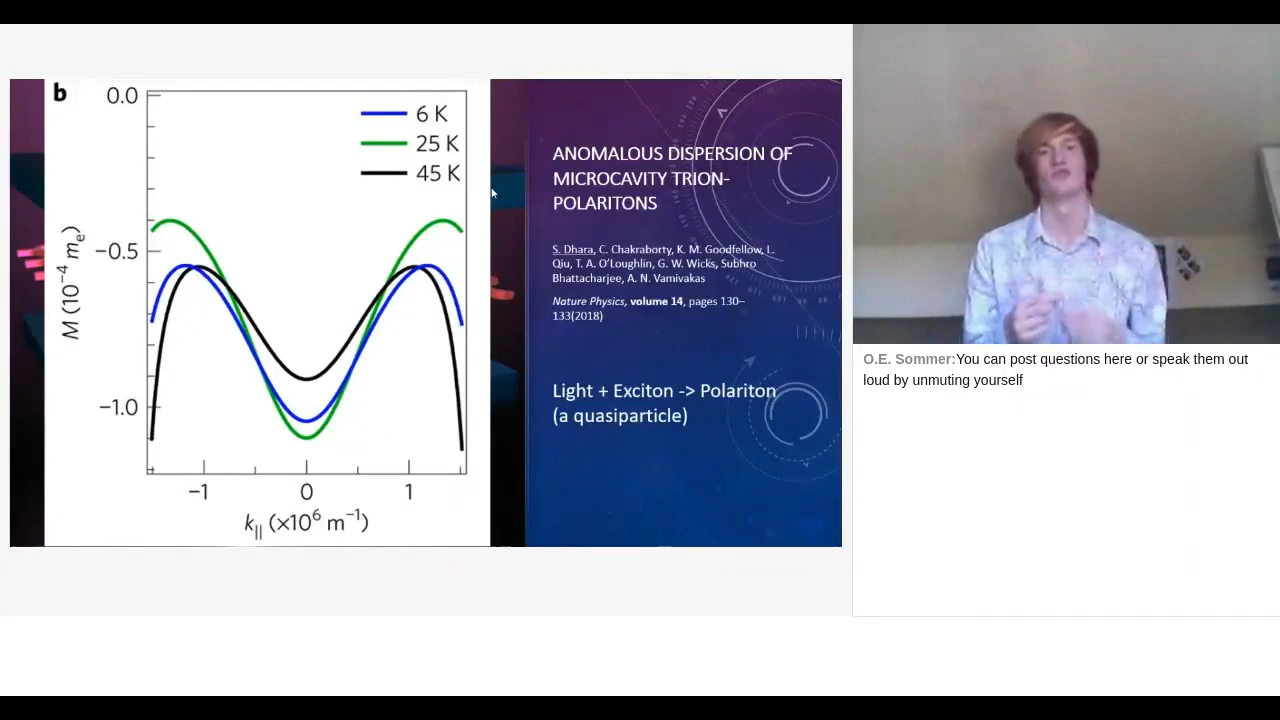 b
0.0
6 K
25 K
45 K
−0.5
−1.0
M (10⁻⁴ mₑ)
−1 0 1
k|| (×10⁶ m⁻¹)
ANOMALOUS DISPERSION OF
MICROCAVITY TRION-
POLARITONS
S. Dhara, C. Chakraborty, K. M. Goodfellow, L.
Qiu, T. A. O'Loughlin, G. W. Wicks, Subhro
Bhattacharjee, A. N. Vamivakas
Nature Physics, volume 14, pages 130–
133(2018)
Light + Exciton -> Polariton
(a quasiparticle)
O.E. Sommer:You can post questions here or speak them out
loud by unmuting yourself